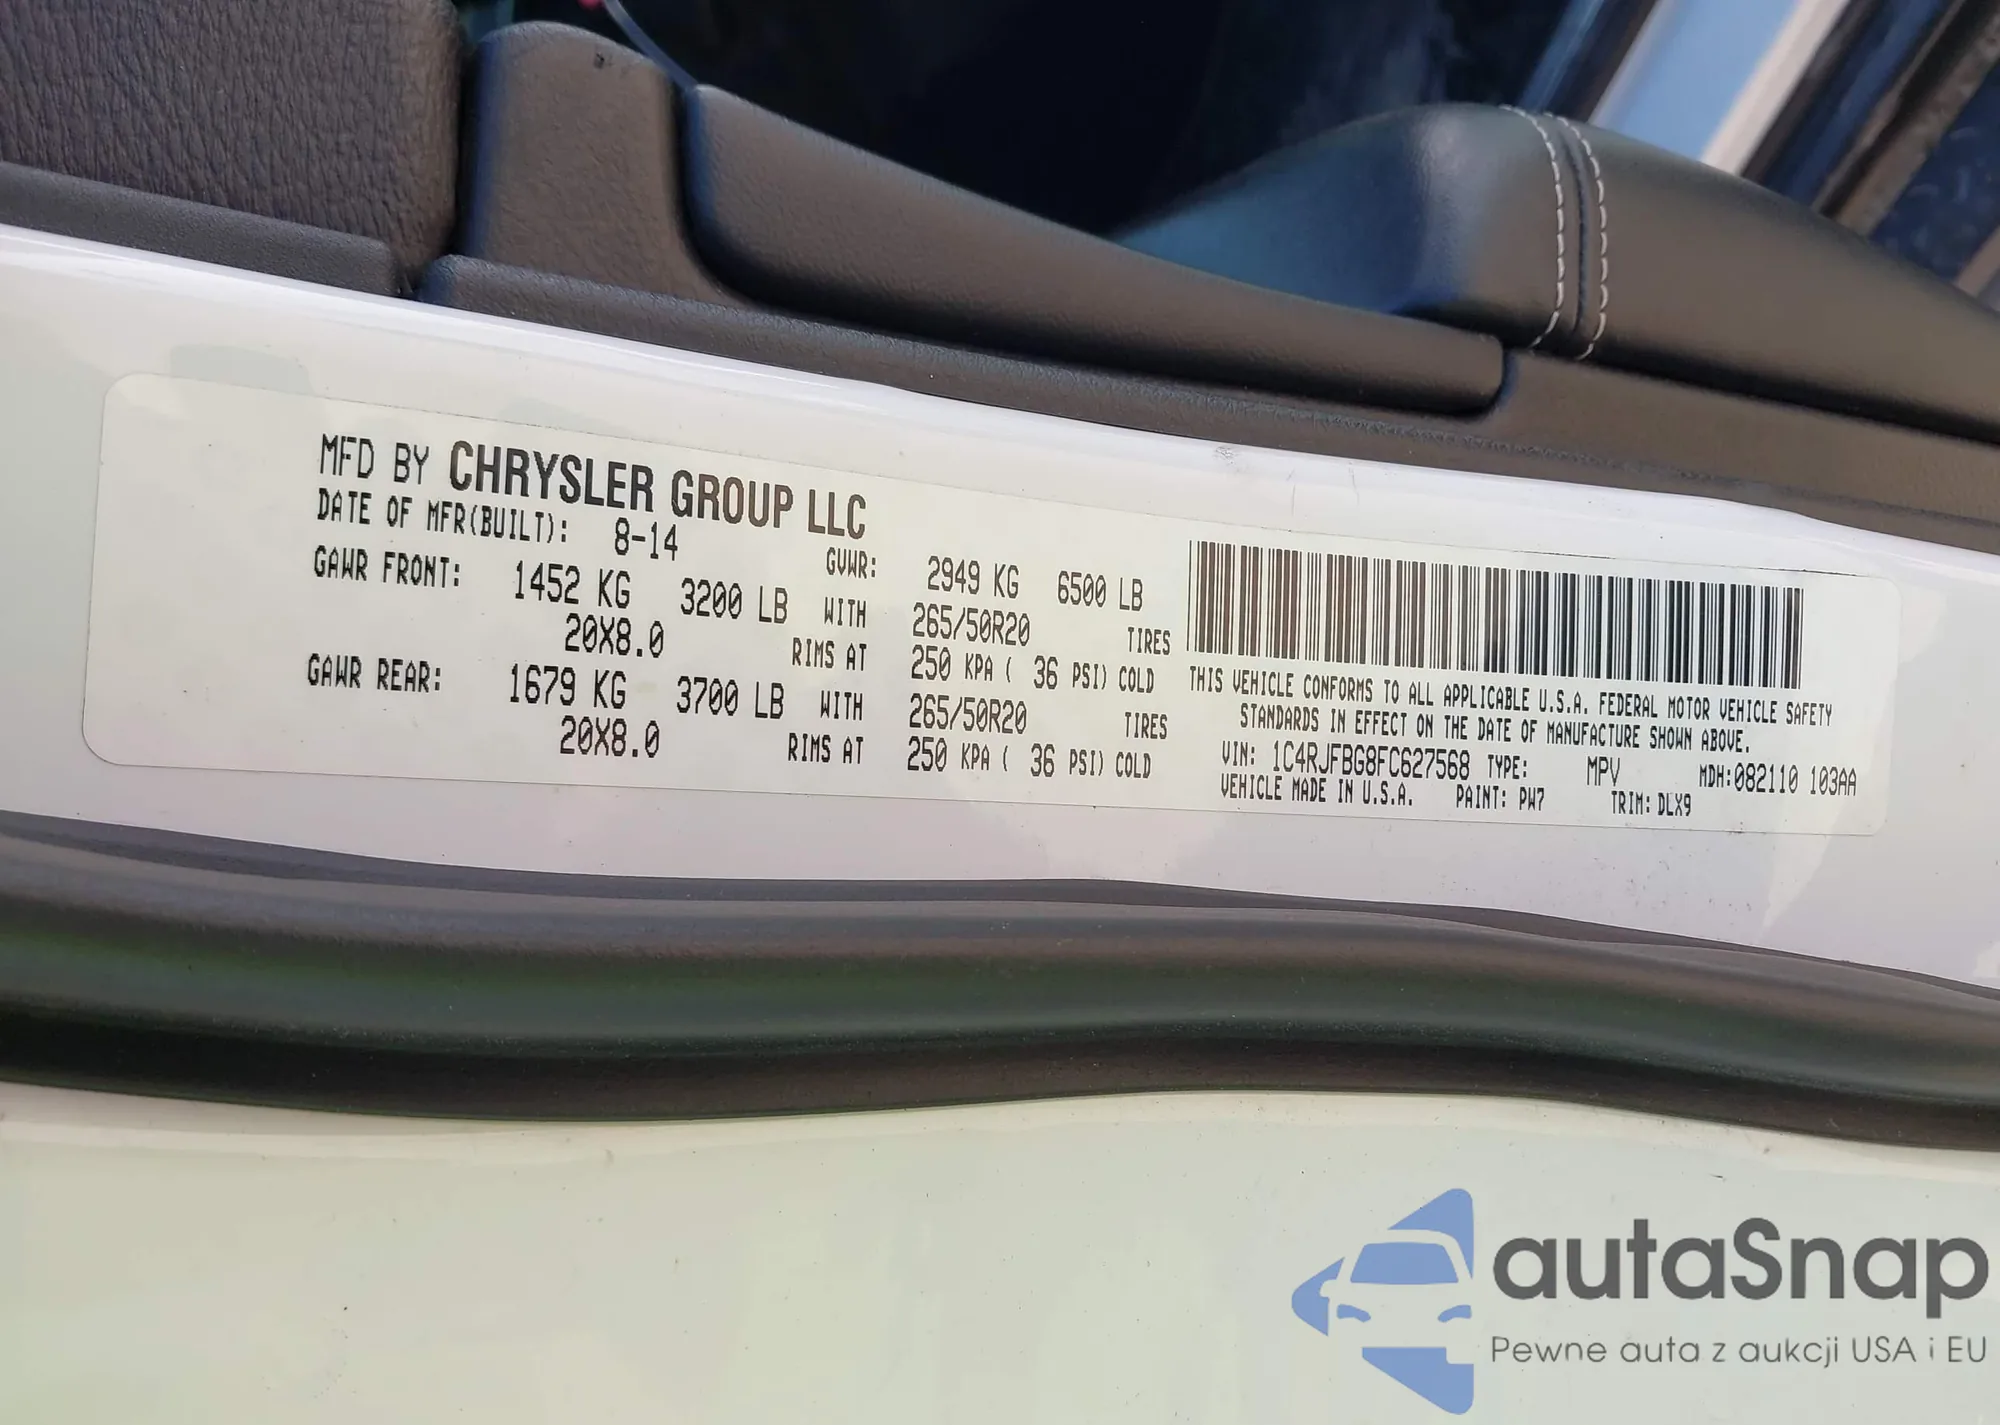 MFD BY CHRYSLER GROUP LLC
DATE OF MFR(BUILT): 8-14 GVWR: 2949 KG 6500 LB
GAWR FRONT: 1452 KG 3200 LB WITH 265/50R20 TIRES
20X8.0 RIMS AT 250 KPA ( 36 PSI) COLD
GAWR REAR: 1679 KG 3700 LB WITH 265/50R20 TIRES
20X8.0 RIMS AT 250 KPA ( 36 PSI) COLD
THIS VEHICLE CONFORMS TO ALL APPLICABLE U.S.A. FEDERAL MOTOR VEHICLE SAFETY
STANDARDS IN EFFECT ON THE DATE OF MANUFACTURE SHOWN ABOVE.
VIN: 1C4RJFBG8FC627568 TYPE: MPV MDH:082110 103AA
VEHICLE MADE IN U.S.A. PAINT: PW7 TRIM: DLX9
autaSnap
Pewne auta z aukcji USA i EU